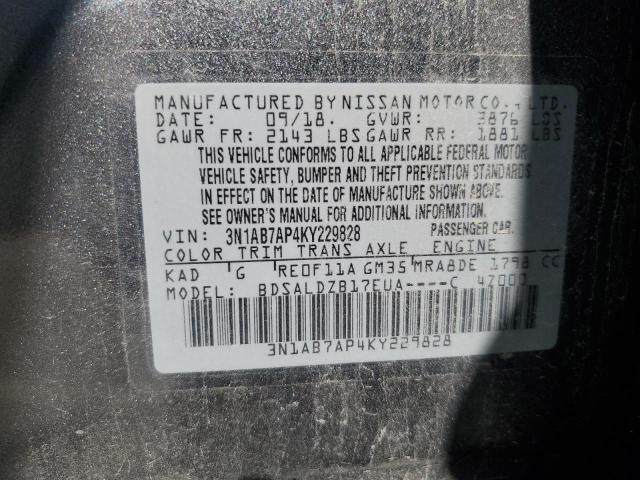 MANUFACTURED BY NISSAN MOTOR CO., LTD.
DATE: 09/18. GVWR: 3876 LBS
GAWR FR: 2143 LBS GAWR RR: 1881 LBS
THIS VEHICLE CONFORMS TO ALL APPLICABLE FEDERAL MOTOR
VEHICLE SAFETY, BUMPER AND THEFT PREVENTION STANDARDS
IN EFFECT ON THE DATE OF MANUFACTURE SHOWN ABOVE.
SEE OWNER'S MANUAL FOR ADDITIONAL INFORMATION.
VIN: 3N1AB7AP4KY229828 PASSENGER CAR.
COLOR TRIM TRANS AXLE ENGINE
KAD G RE0F11A GM35 MRA8DE 1798 CC
MODEL: BDSALDZB17EUA----C 42000
3N1AB7AP4KY229828